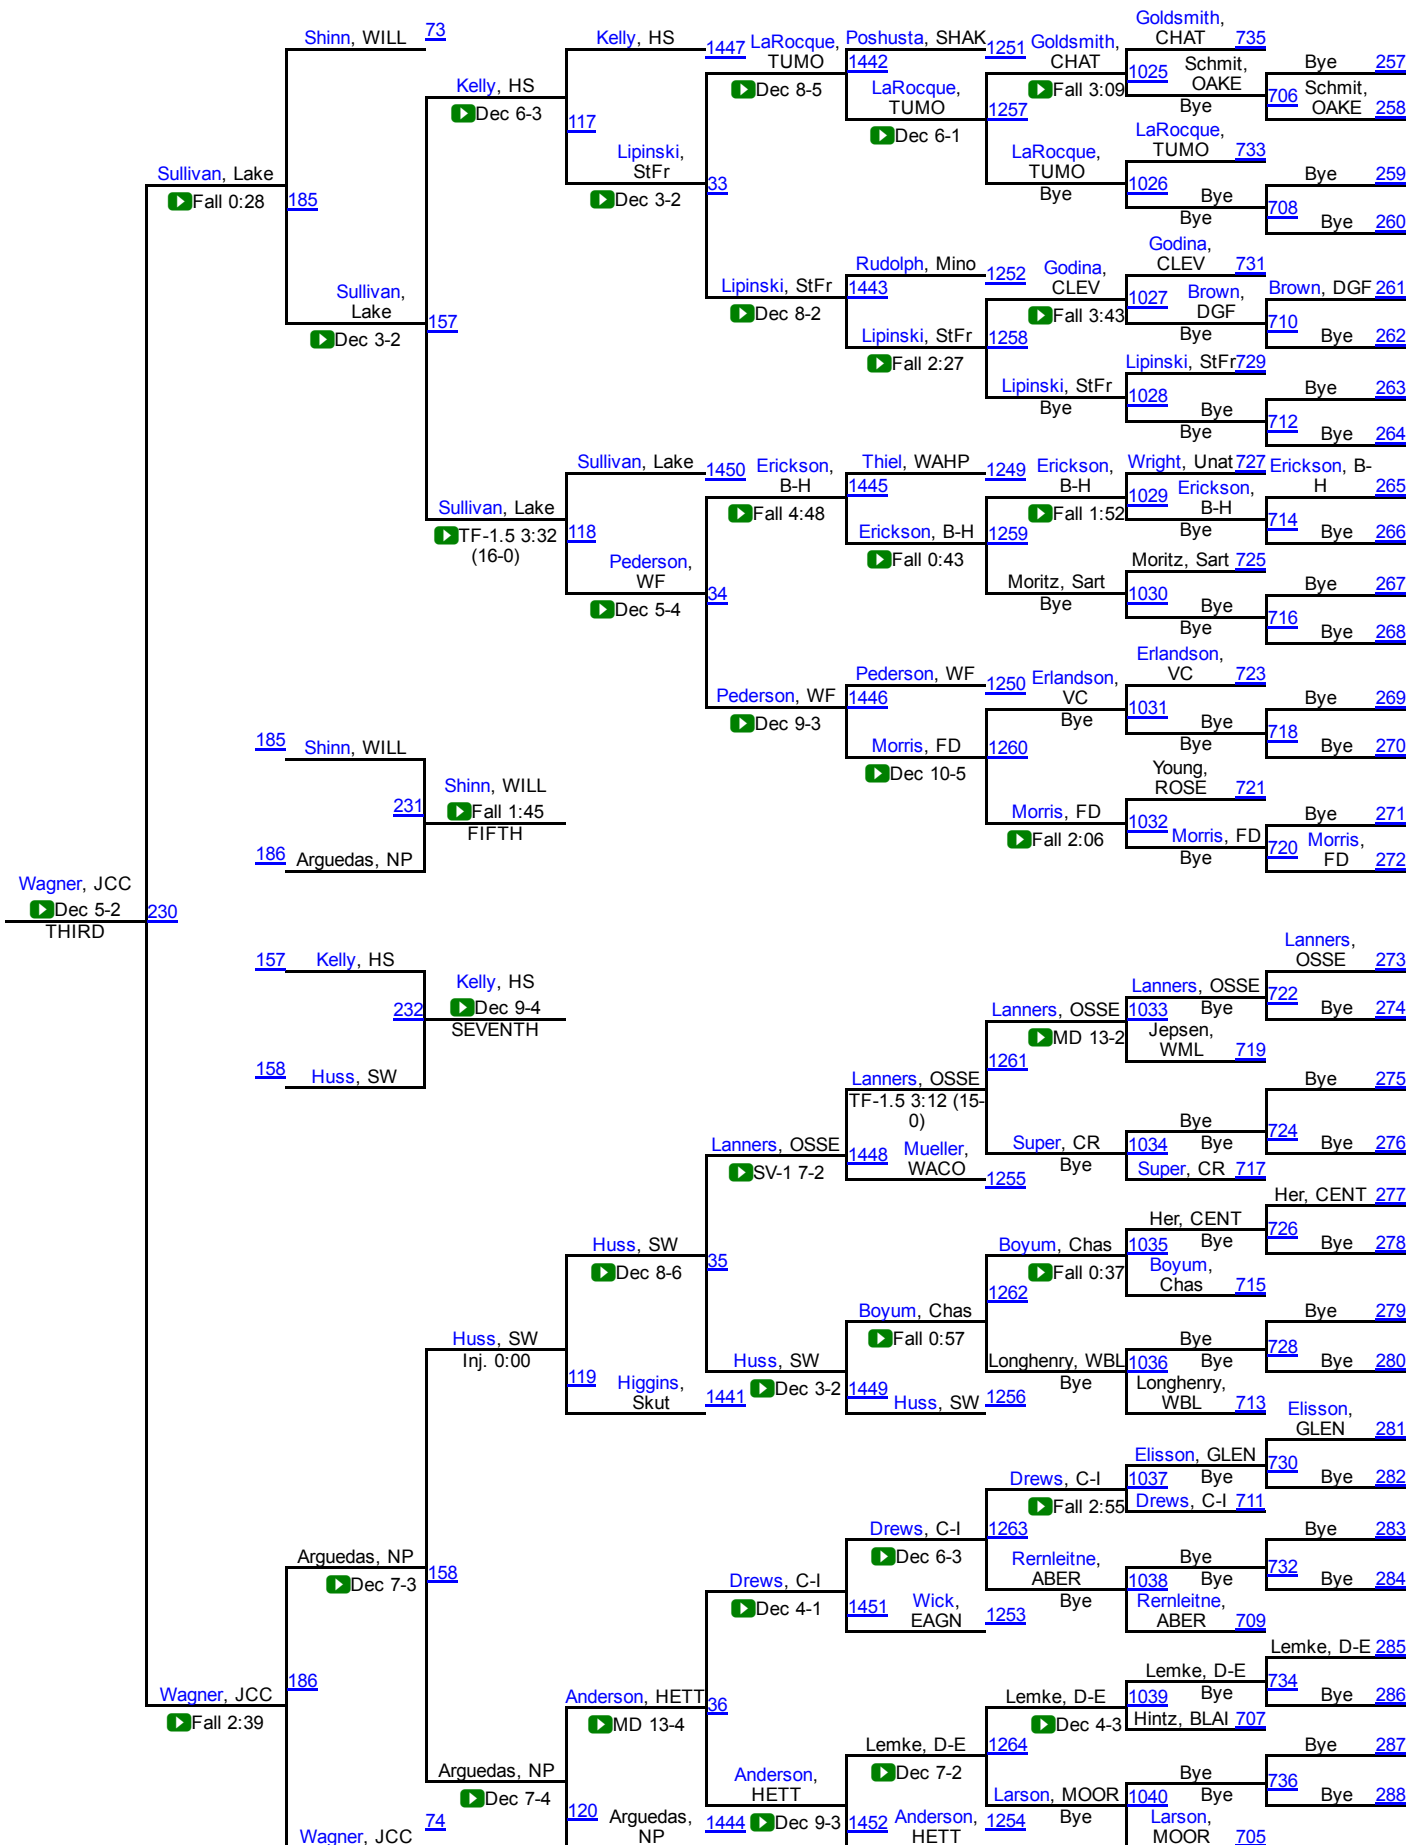 Shinn, WILL
73
Sullivan, Lake
Fall 0:28
185
Sullivan,
Lake
Dec 3-2
157
Kelly, HS
Dec 6-3
117
Kelly, HS
1447
Lipinski,
StFr
Dec 3-2
33
LaRocque,
TUMO
Dec 8-5
1442
Poshusta, SHAK
1251
LaRocque,
TUMO
Dec 6-1
1257
Goldsmith,
CHAT
Fall 3:09
1025
Goldsmith,
CHAT
735
Schmit,
OAKE
Bye
706
Bye
257
Schmit,
OAKE
258
LaRocque,
TUMO
Bye
1026
LaRocque,
TUMO
733
Bye
Bye
708
Bye
259
Bye
260
Lipinski, StFr
Dec 8-2
1443
Rudolph, Mino
1252
Lipinski, StFr
Fall 2:27
1258
Godina,
CLEV
Fall 3:43
1027
Godina,
CLEV
731
Brown,
DGF
Bye
710
Brown, DGF
261
Bye
262
Lipinski, StFr
Bye
1028
Lipinski, StFr
729
Bye
Bye
712
Bye
263
Bye
264
Sullivan, Lake
TF-1.5 3:32
(16-0)
118
Sullivan, Lake
1450
Pederson,
WF
Dec 5-4
34
Erickson,
B-H
Fall 4:48
1445
Thiel, WAHP
1249
Erickson, B-H
Fall 0:43
1259
Erickson,
B-H
Fall 1:52
1029
Wright, Unat
727
Erickson,
B-H
Bye
714
Erickson, B-
H
265
Bye
266
Moritz, Sart
Bye
1030
Moritz, Sart
725
Bye
Bye
716
Bye
267
Bye
268
Pederson, WF
Dec 9-3
1446
Pederson, WF
1250
Morris, FD
Dec 10-5
1260
Erlandson,
VC
Bye
1031
Erlandson,
VC
723
Bye
Bye
718
Bye
269
Bye
270
Morris, FD
Fall 2:06
1032
Young,
ROSE
721
Morris, FD
Bye
720
Bye
271
Morris,
FD
272
185
Shinn, WILL
231
Shinn, WILL
Fall 1:45
FIFTH
186
Arguedas, NP
Wagner, JCC
Dec 5-2
THIRD
230
157
Kelly, HS
232
Kelly, HS
Dec 9-4
SEVENTH
158
Huss, SW
Lanners, OSSE
SV-1 7-2
1448
Lanners, OSSE
TF-1.5 3:12 (15-
0)
1261
Mueller,
WACO
1255
Lanners, OSSE
MD 13-2
1033
Lanners, OSSE
Bye
722
Lanners,
OSSE
273
Bye
274
Jepsen,
WML
719
Super, CR
Bye
1034
Bye
Bye
724
Bye
275
Bye
276
Super, CR
717
Huss, SW
Inj. 0:00
119
Huss, SW
Dec 8-6
35
Higgins,
Skut
1441
Huss, SW
Dec 3-2
1449
Boyum, Chas
Fall 0:57
1262
Huss, SW
1256
Boyum, Chas
Fall 0:37
1035
Her, CENT
Bye
726
Her, CENT
277
Bye
278
Boyum,
Chas
715
Longhenry, WBL
Bye
1036
Bye
Bye
728
Bye
279
Bye
280
Longhenry,
WBL
713
Arguedas, NP
Dec 7-3
158
Wagner, JCC
Fall 2:39
186
Wagner, JCC
74
Arguedas, NP
Dec 7-4
120
Anderson, HETT
MD 13-4
36
Arguedas,
NP
1444
Drews, C-I
Dec 4-1
1451
Drews, C-I
Dec 6-3
1263
Wick,
EAGN
1253
Drews, C-I
Fall 2:55
1037
Elisson, GLEN
Bye
730
Elisson,
GLEN
281
Bye
282
Drews, C-I
711
Rernleitne,
ABER
Bye
1038
Bye
Bye
732
Bye
283
Bye
284
Rernleitne,
ABER
709
Anderson,
HETT
Dec 9-3
1452
Lemke, D-E
Dec 7-2
1264
Anderson,
HETT
1254
Lemke, D-E
Dec 4-3
1039
Lemke, D-E
Bye
734
Lemke, D-E
285
Bye
286
Hintz, BLAI
707
Larson, MOOR
Bye
1040
Bye
Bye
736
Bye
287
Bye
288
Larson,
MOOR
705